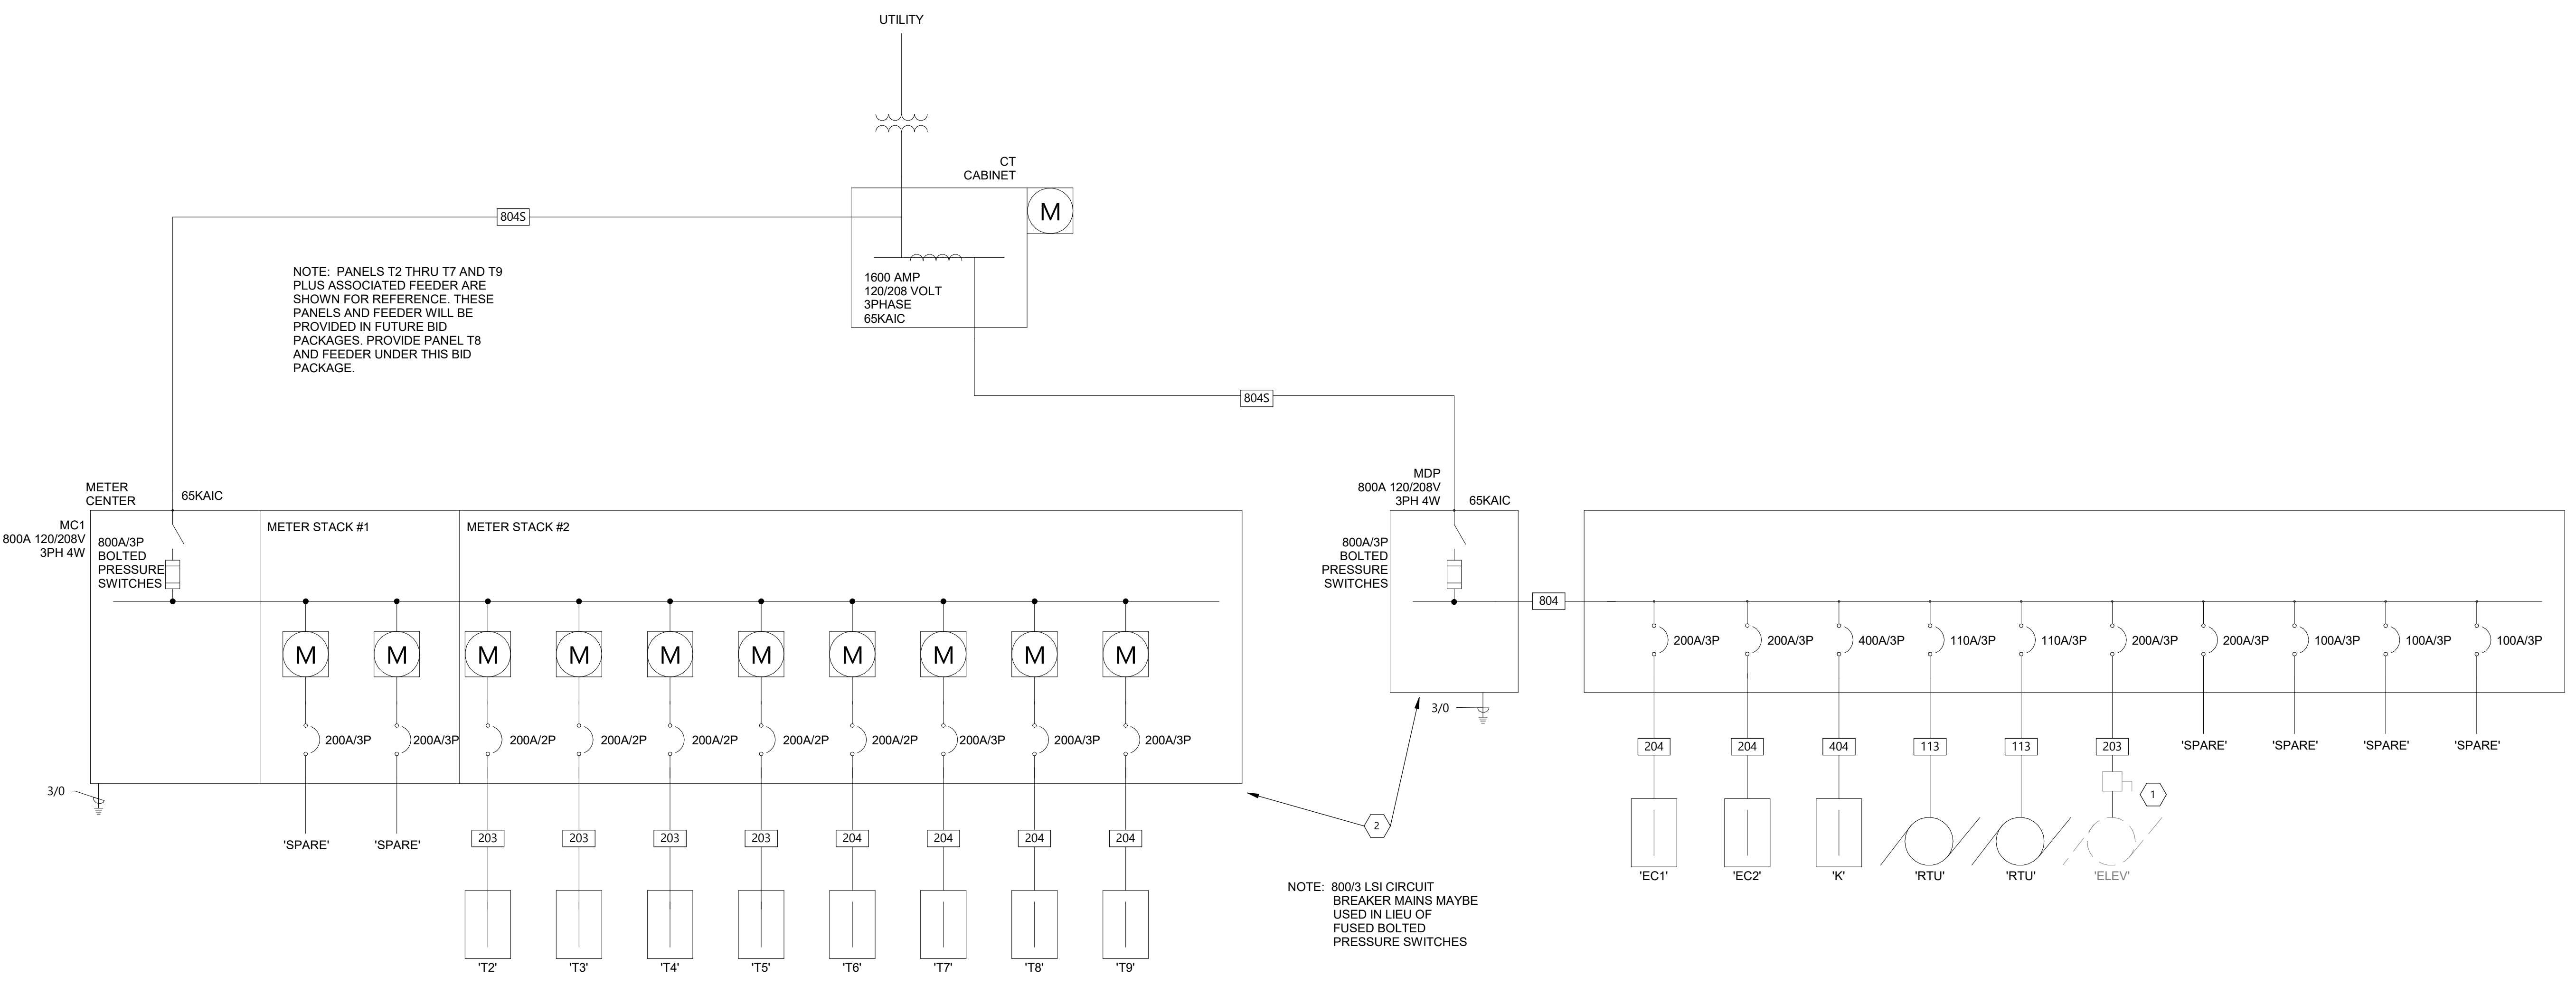 UTILITY
CT
CABINET
M
804S
1600 AMP
120/208 VOLT
3PHASE
65KAIC
NOTE: PANELS T2 THRU T7 AND T9
PLUS ASSOCIATED FEEDER ARE
SHOWN FOR REFERENCE. THESE
PANELS AND FEEDER WILL BE
PROVIDED IN FUTURE BID
PACKAGES. PROVIDE PANEL T8
AND FEEDER UNDER THIS BID
PACKAGE.
804S
METER
CENTER
65KAIC
MC1
800A 120/208V
3PH 4W
800A/3P
BOLTED
PRESSURE
SWITCHES
METER STACK #1
METER STACK #2
M M M M M M M M M M
200A/3P 200A/3P 200A/2P 200A/2P 200A/2P 200A/2P 200A/2P 200A/3P 200A/3P 200A/3P
3/0
'SPARE' 'SPARE'
203 203 203 203 204 204 204 204
'T2' 'T3' 'T4' 'T5' 'T6' 'T7' 'T8' 'T9'
MDP
800A 120/208V
3PH 4W
65KAIC
800A/3P
BOLTED
PRESSURE
SWITCHES
804
3/0
2
NOTE: 800/3 LSI CIRCUIT
BREAKER MAINS MAYBE
USED IN LIEU OF
FUSED BOLTED
PRESSURE SWITCHES
200A/3P 200A/3P 400A/3P 110A/3P 110A/3P 200A/3P 200A/3P 100A/3P 100A/3P 100A/3P
204 204 404 113 113 203 'SPARE' 'SPARE' 'SPARE' 'SPARE'
1
'EC1' 'EC2' 'K' 'RTU' 'RTU' 'ELEV'